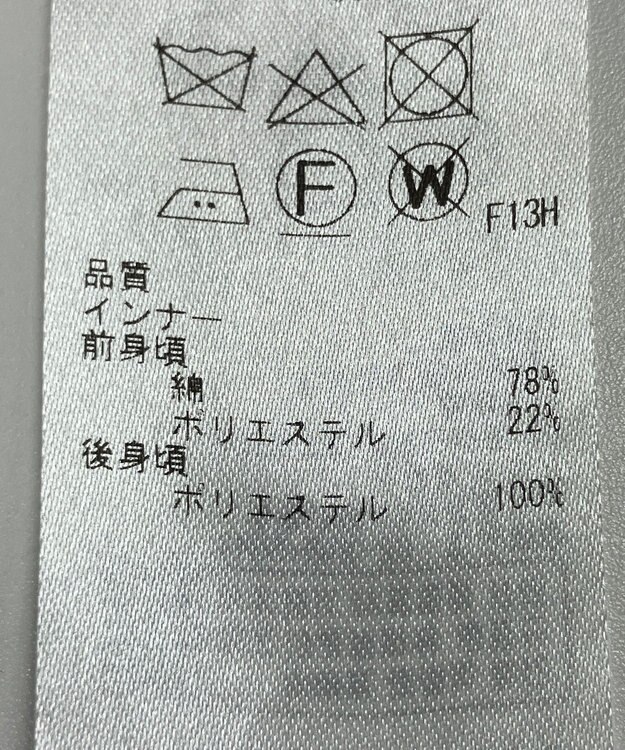 F W F13H
品質
インナー
前身頃
綿 78%
ポリエステル 22%
後身頃
ポリエステル 100%